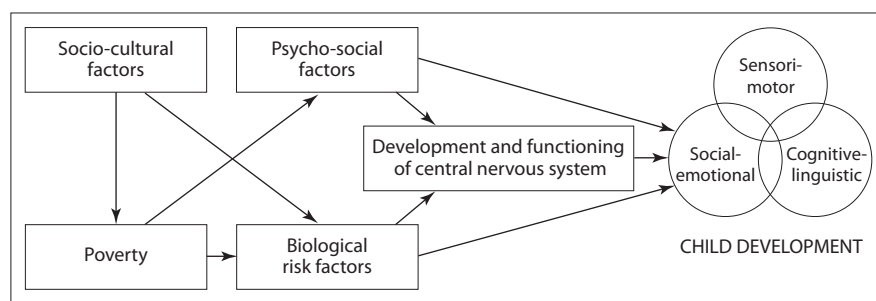 Socio-cultural
factors
Psycho-social
factors
Sensori-
motor
Development and functioning
of central nervous system
Social-
emotional
Cognitive-
linguistic
Poverty
Biological
risk factors
CHILD DEVELOPMENT